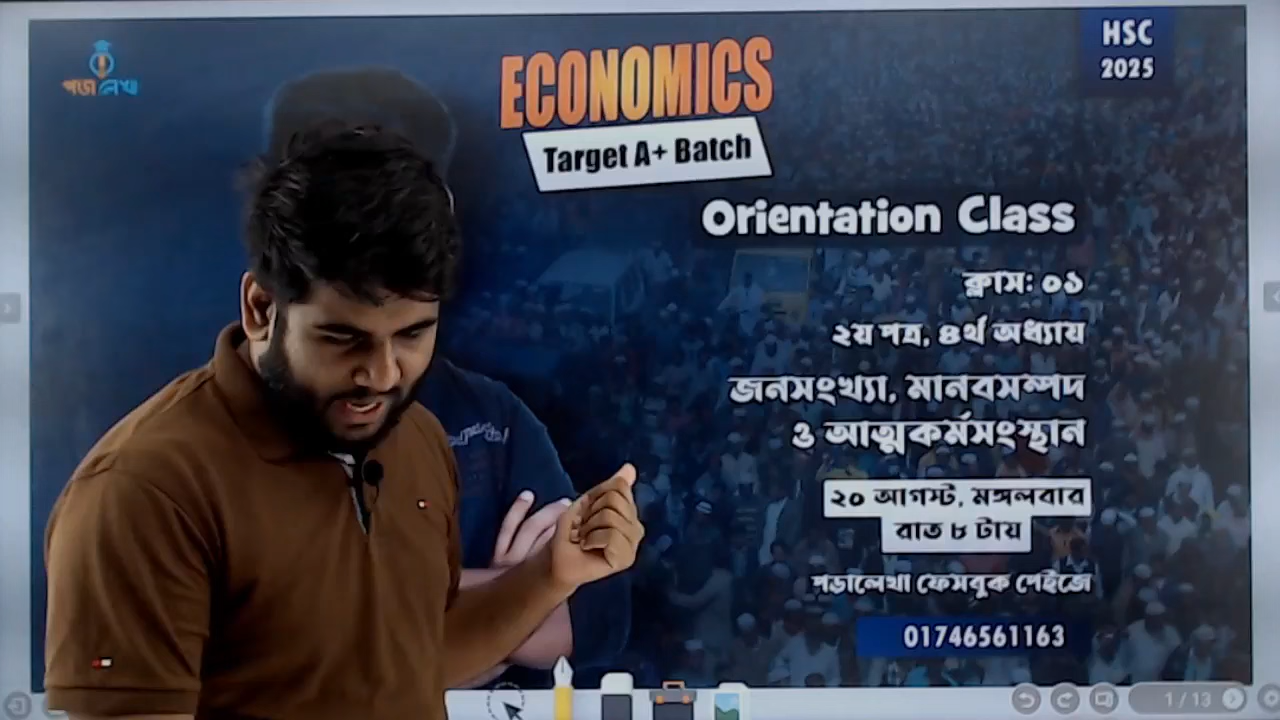 পড়ালেখা
ECONOMICS
Target A+ Batch
HSC
2025
Orientation Class
ক্লাস: ০১
২য় পত্র, ৪র্থ অধ্যায়
জনসংখ্যা, মানবসম্পদ
ও আত্মকর্মসংস্থান
২০ আগস্ট, মঙ্গলবার
রাত ৮ টায়
পড়ালেখা ফেসবুক পেইজে
01746561163
1 / 13